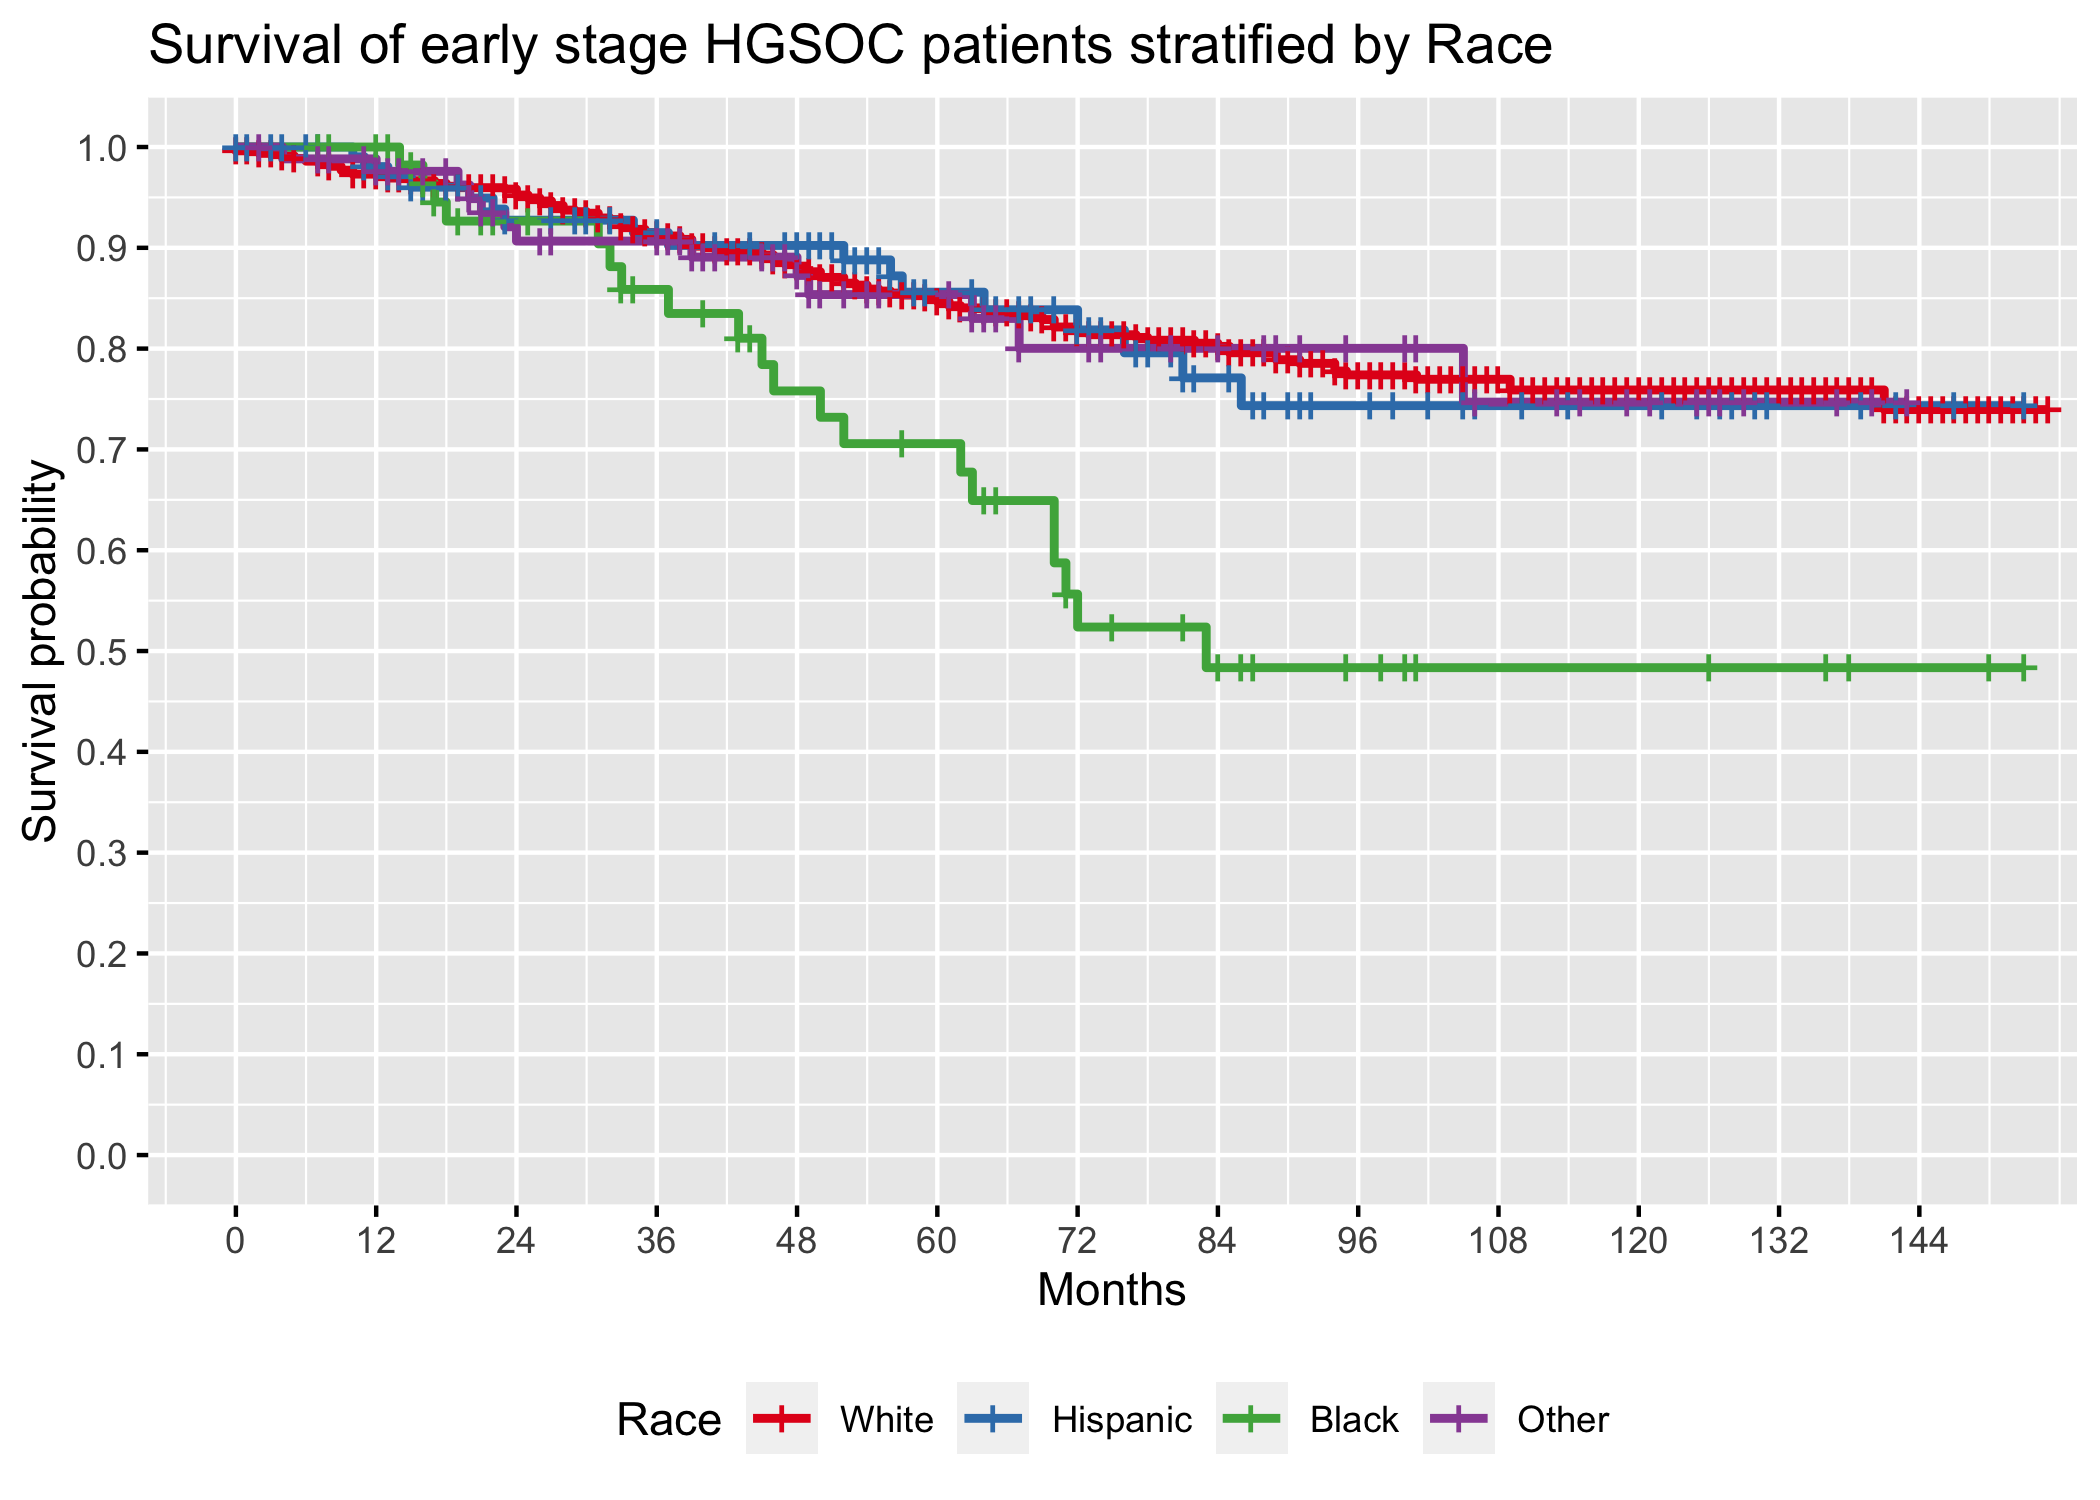 Survival of early stage HGSOC patients stratified by Race
Survival probability
1.0
0.9
0.8
0.7
0.6
0.5
0.4
0.3
0.2
0.1
0.0
0 12 24 36 48 60 72 84 96 108 120 132 144
Months
Race White Hispanic Black Other